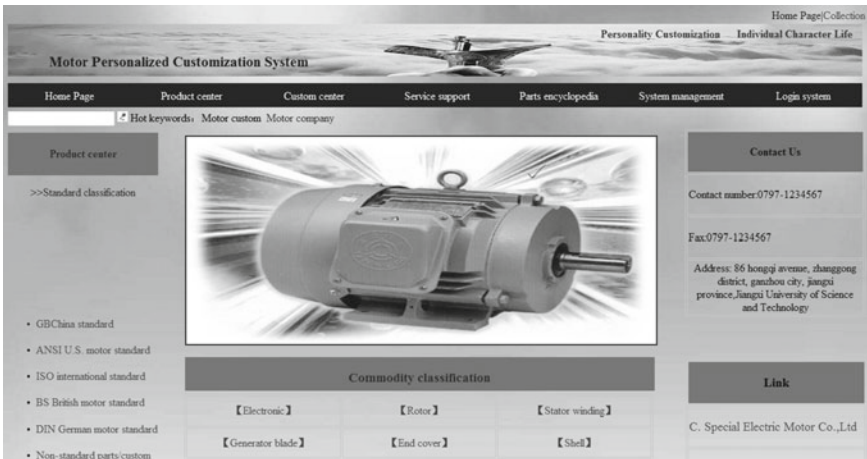 Home Page|Collection
Personality Customization Individual Character Life
Motor Personalized Customization System
Home Page Product center Custom center Service support Parts encyclopedia System management Login system
Hot keywords: Motor custom Motor company
Product center
>>Standard classification
• GBChina standard
• ANSI U.S. motor standard
• ISO international standard
• BS British motor standard
• DIN German motor standard
• Non-standard parts/custom
Commodity classification
【Electronic】 【Rotor】 【Stator winding】
【Generator blade】 【End cover】 【Shell】
Contact Us
Contact number:0797-1234567
Fax:0797-1234567
Address: 86 hongqi avenue, zhanggong
district, ganzhou city, jiangxi
province,Jiangxi University of Science
and Technology
Link
C. Special Electric Motor Co.,Ltd